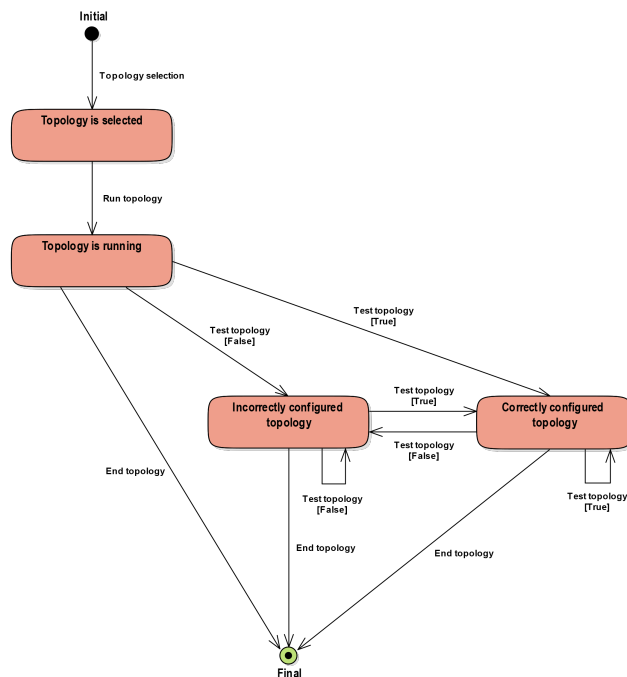 Initial
Topology selection
Topology is selected
Run topology
Topology is running
Test topology
[True]
Test topology
[False]
Incorrectly configured
topology
Test topology
[True]
Correctly configured
topology
Test topology
[False]
End topology
Test topology
[False]
Test topology
[True]
End topology
End topology
Final